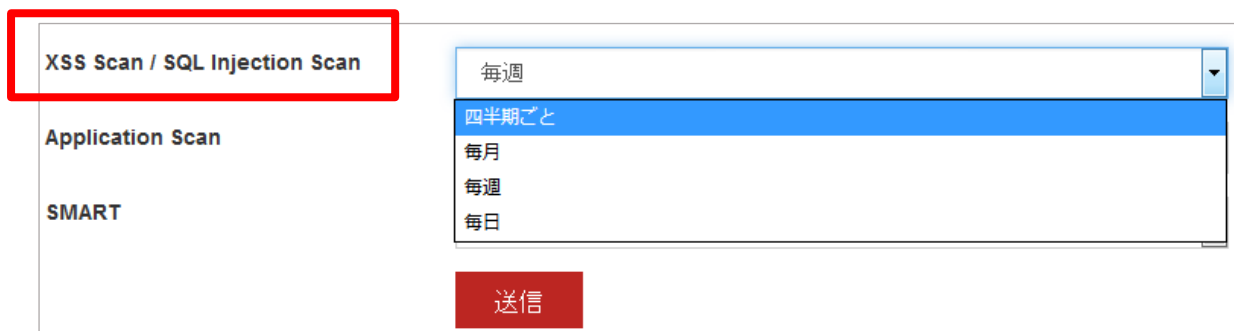 XSS Scan / SQL Injection Scan
毎週
四半期ごと
Application Scan
毎月
毎週
SMART
毎日
送信